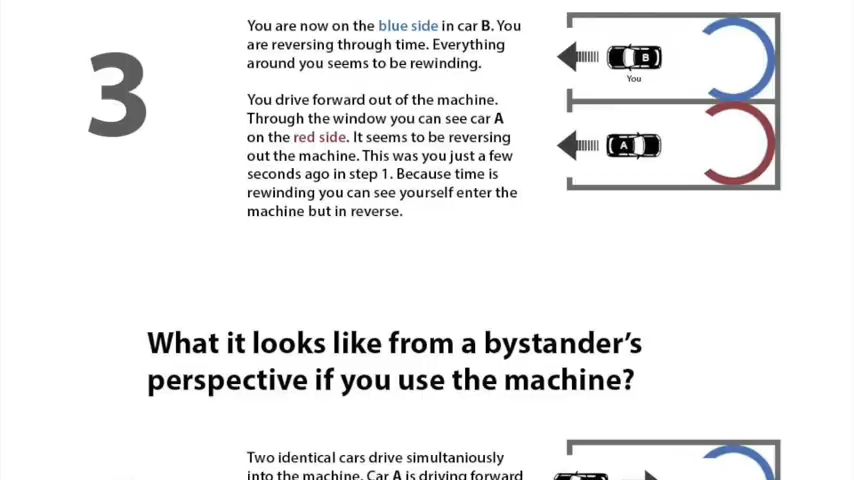 3
You are now on the blue side in car B. You
are reversing through time. Everything
around you seems to be rewinding.
You drive forward out of the machine.
Through the window you can see car A
on the red side. It seems to be reversing
out the machine. This was you just a few
seconds ago in step 1. Because time is
rewinding you can see yourself enter the
machine but in reverse.
B
You
A
What it looks like from a bystander's
perspective if you use the machine?
Two identical cars drive simultaniously
into the machine. Car A is driving forward